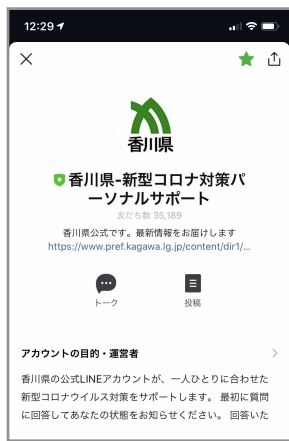 12:29
香川県
香川県-新型コロナ対策パ
ーソナルサポート
友だち数 35,189
香川県公式です。最新情報をお届けします
https://www.pref.kagawa.lg.jp/content/dir1/...
トーク
投稿
アカウントの目的・運営者
香川県の公式LINEアカウントが、一人ひとりに合わせた
新型コロナウイルス対策をサポートします。 最初に質問
に回答してあなたの状態をお知らせください。 回答いた